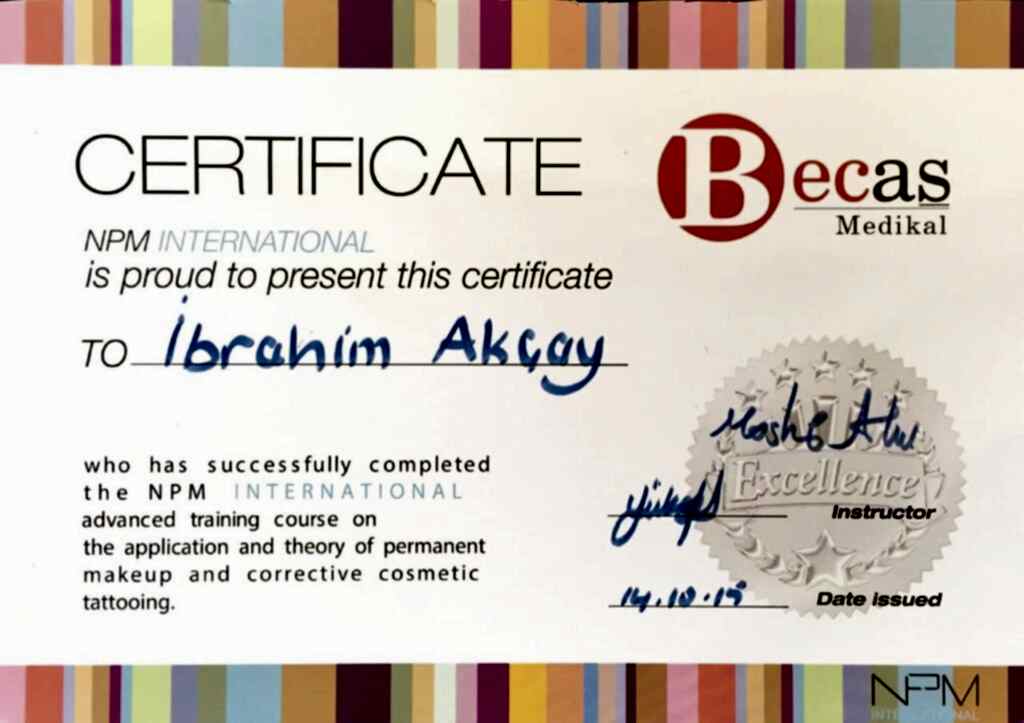 CERTIFICATE
Becas
Medikal
NPM INTERNATIONAL
is proud to present this certificate
TO İbrahim Akçay
who has successfully completed
the NPM INTERNATIONAL
advanced training course on
the application and theory of permanent
makeup and corrective cosmetic
tattooing.
Excellence
Instructor
14.10.19 Date issued
NPM
INTERNATIONAL